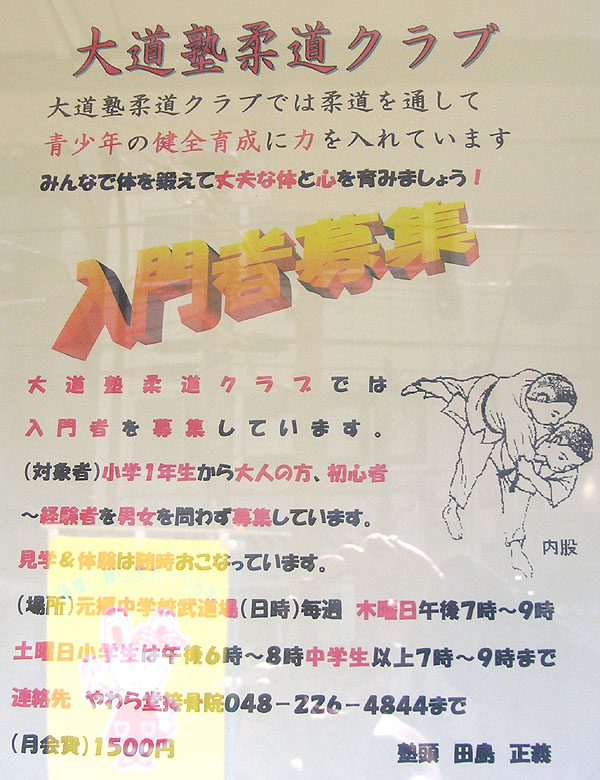 大道塾柔道クラブ
大道塾柔道クラブでは柔道を通して
青少年の健全育成に力を入れています
みんなで体を鍛えて丈夫な体と心を育みましょう！
入門者募集
大道塾柔道クラブでは
入門者を募集しています。
(対象者)小学1年生から大人の方、初心者
～経験者を男女を問わず募集しています。
内股
見学＆体験は随時おこなっています。
(場所)元郷中学校武道場(日時)毎週 木曜日午後7時～9時
土曜日小学生は午後6時～8時中学生以上7時～9時まで
連絡先 やわら堂接骨院048－226－4844まで
(月会費)1500円
塾頭 田島 正義